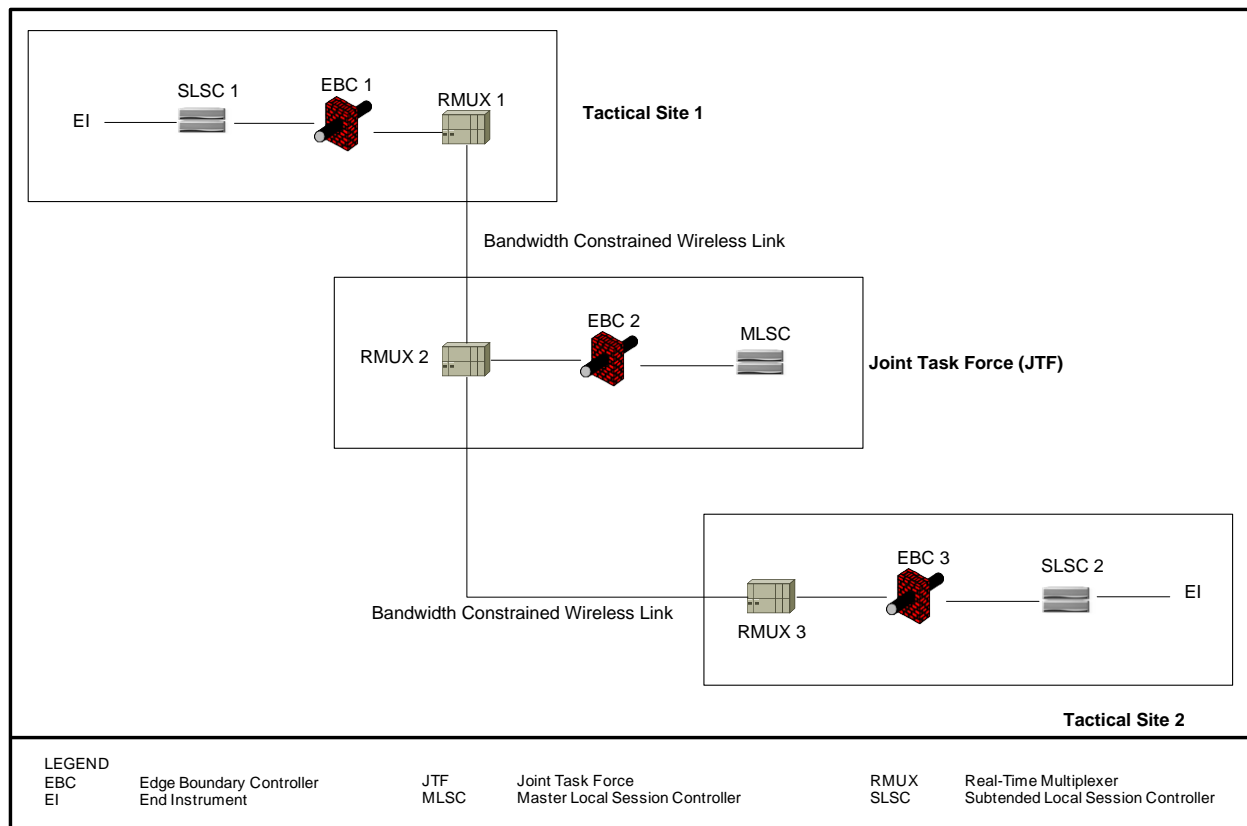 EBC 1
SLSC 1
RMUX 1
EI
Tactical Site 1
Bandwidth Constrained Wireless Link
EBC 2
MLSC
RMUX 2
Joint Task Force (JTF)
EBC 3
SLSC 2
EI
Bandwidth Constrained Wireless Link
RMUX 3
Tactical Site 2
LEGEND
EBC Edge Boundary Controller JTF Joint Task Force RMUX Real-Time Multiplexer
EI End Instrument MLSC Master Local Session Controller SLSC Subtended Local Session Controller